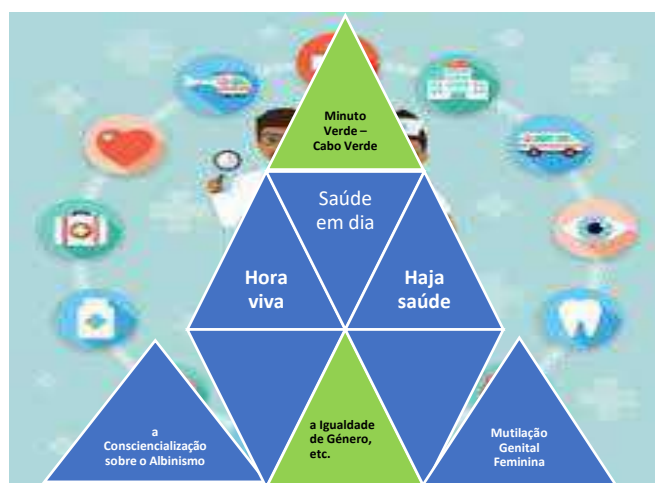 Minuto
Verde –
Cabo Verde
Saúde
em dia
Hora
viva
Haja
saúde
a
Consciencialização
sobre o Albinismo
a Igualdade
de Género,
etc.
Mutilação
Genital
Feminina